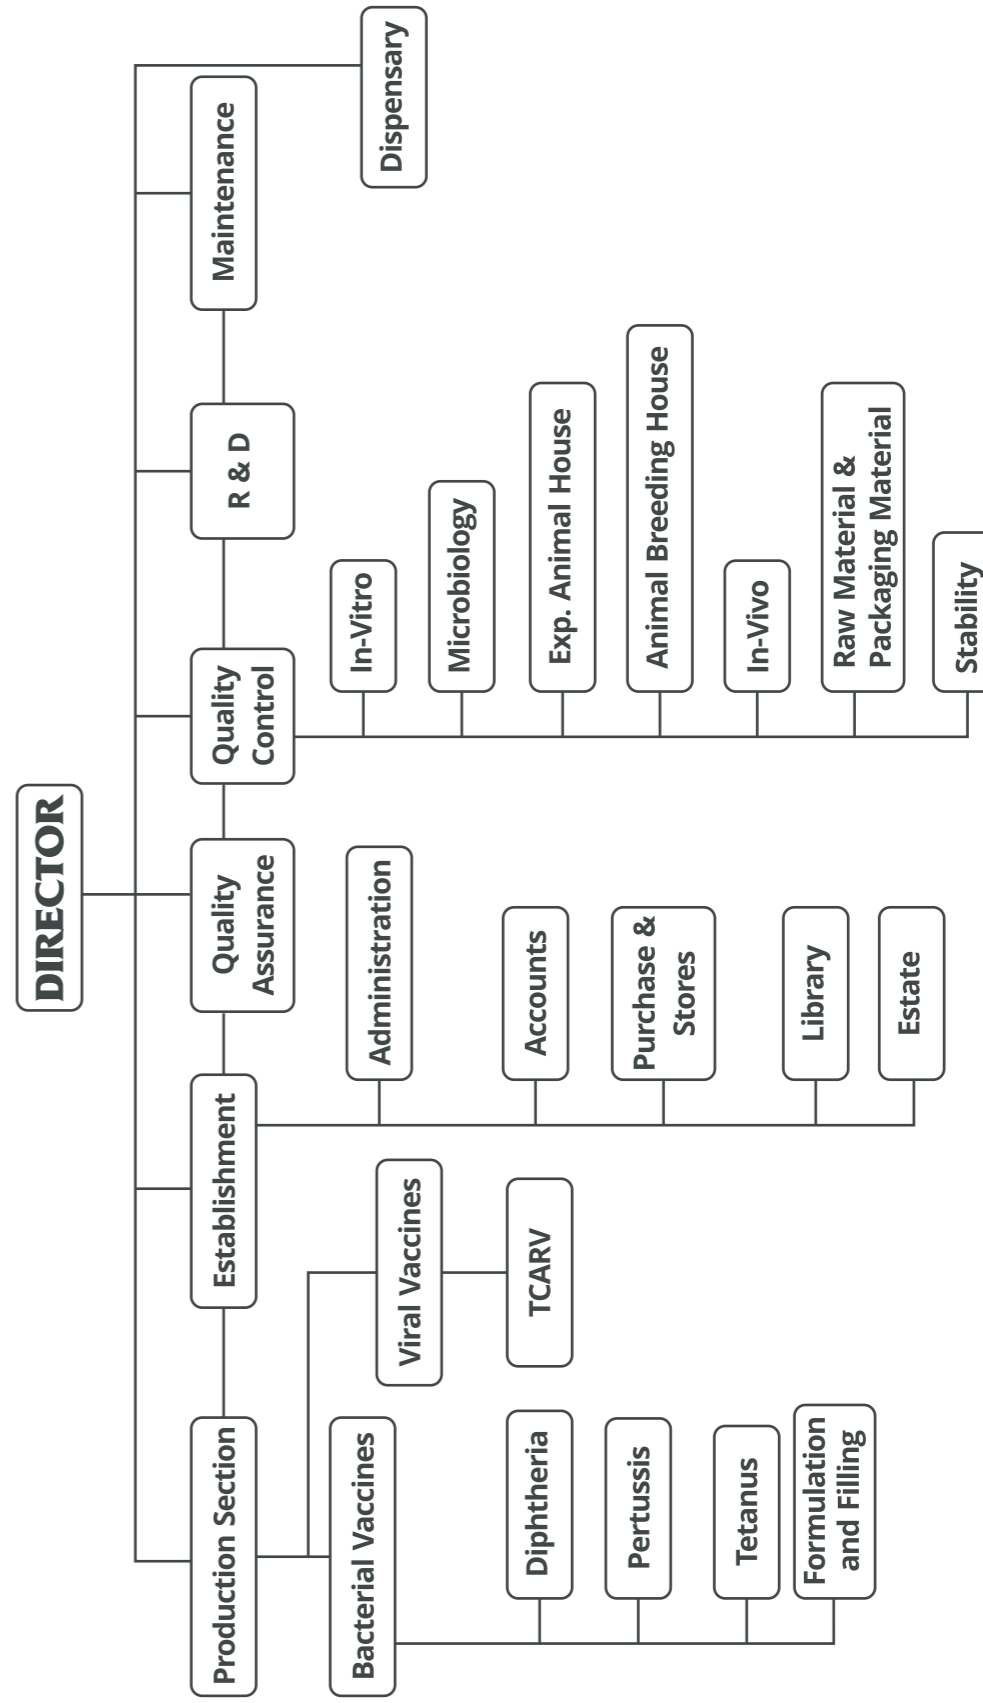 DIRECTOR
Production Section
Establishment
Quality
Assurance
Quality
Control
R & D
Maintenance
Dispensary
Bacterial Vaccines
Diphtheria
Pertussis
Tetanus
Formulation
and Filling
Viral Vaccines
TCARV
Administration
Accounts
Purchase &
Stores
Library
Estate
In-Vitro
Microbiology
Exp. Animal House
Animal Breeding House
In-Vivo
Raw Material &
Packaging Material
Stability